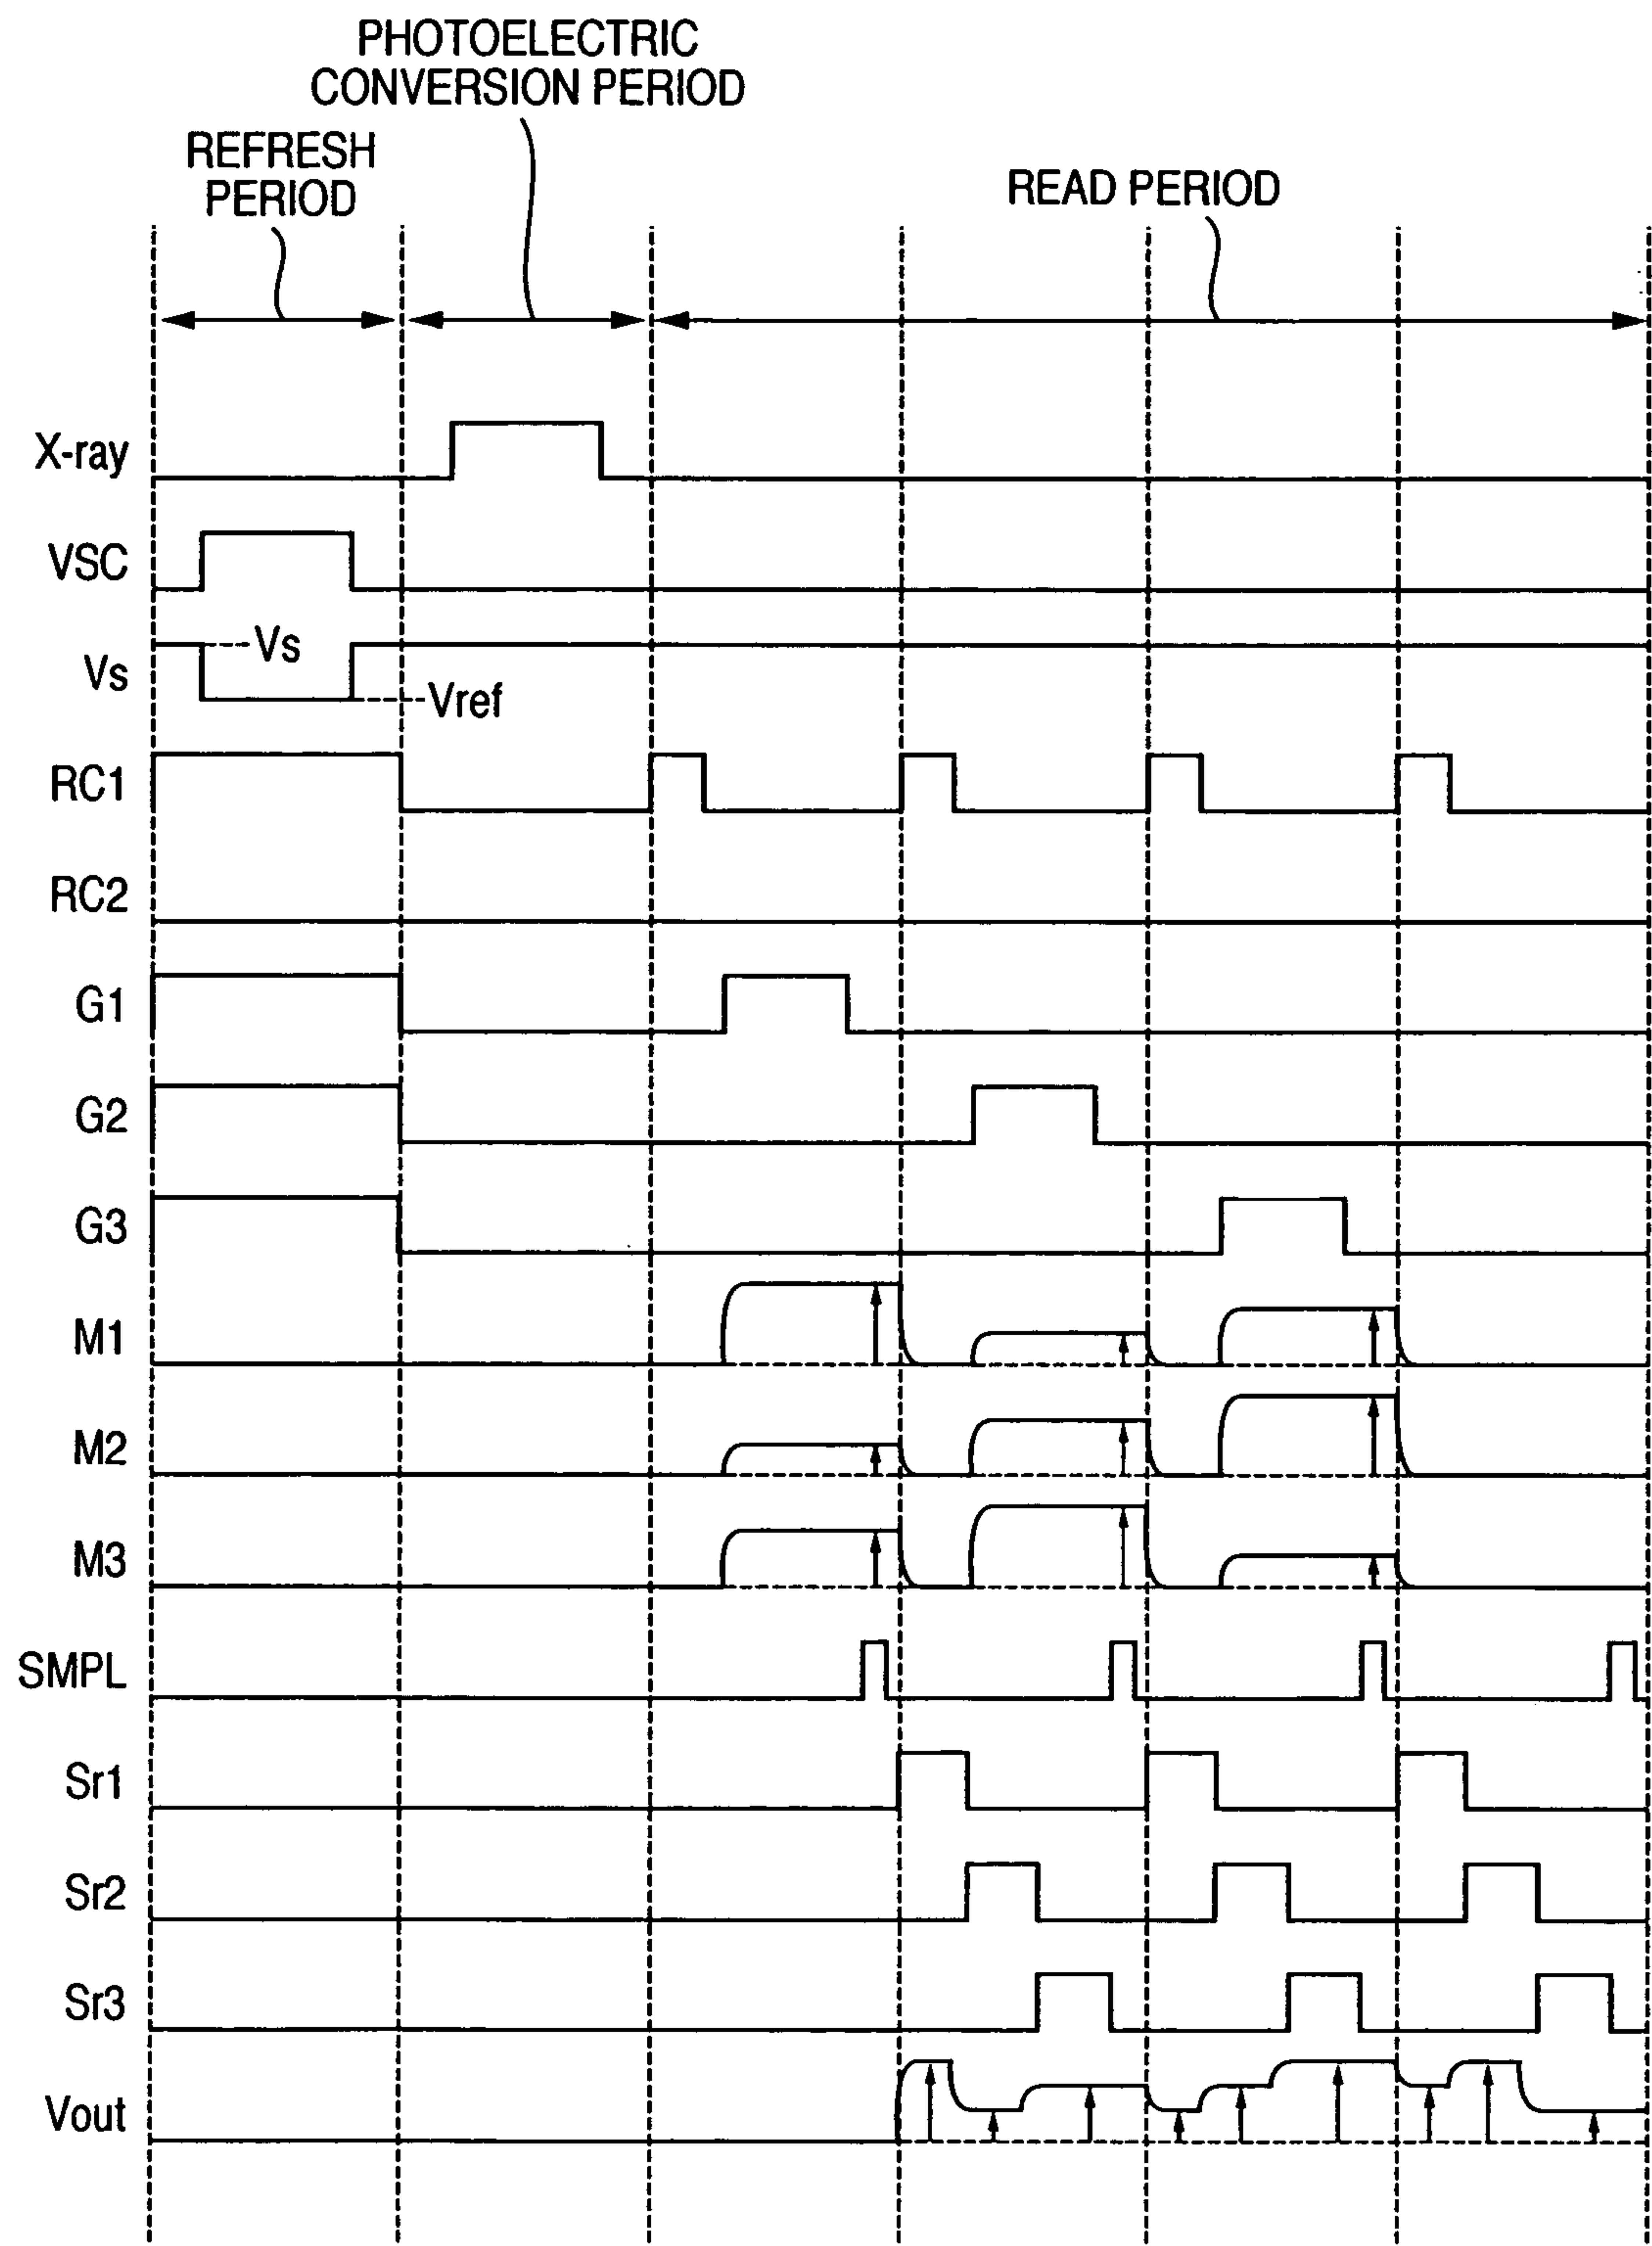 PHOTOELECTRIC
CONVERSION PERIOD
REFRESH
PERIOD
READ PERIOD
X-ray
VSC
Vs
Vs
Vref
RC1
RC2
G1
G2
G3
M1
M2
M3
SMPL
Sr1
Sr2
Sr3
Vout